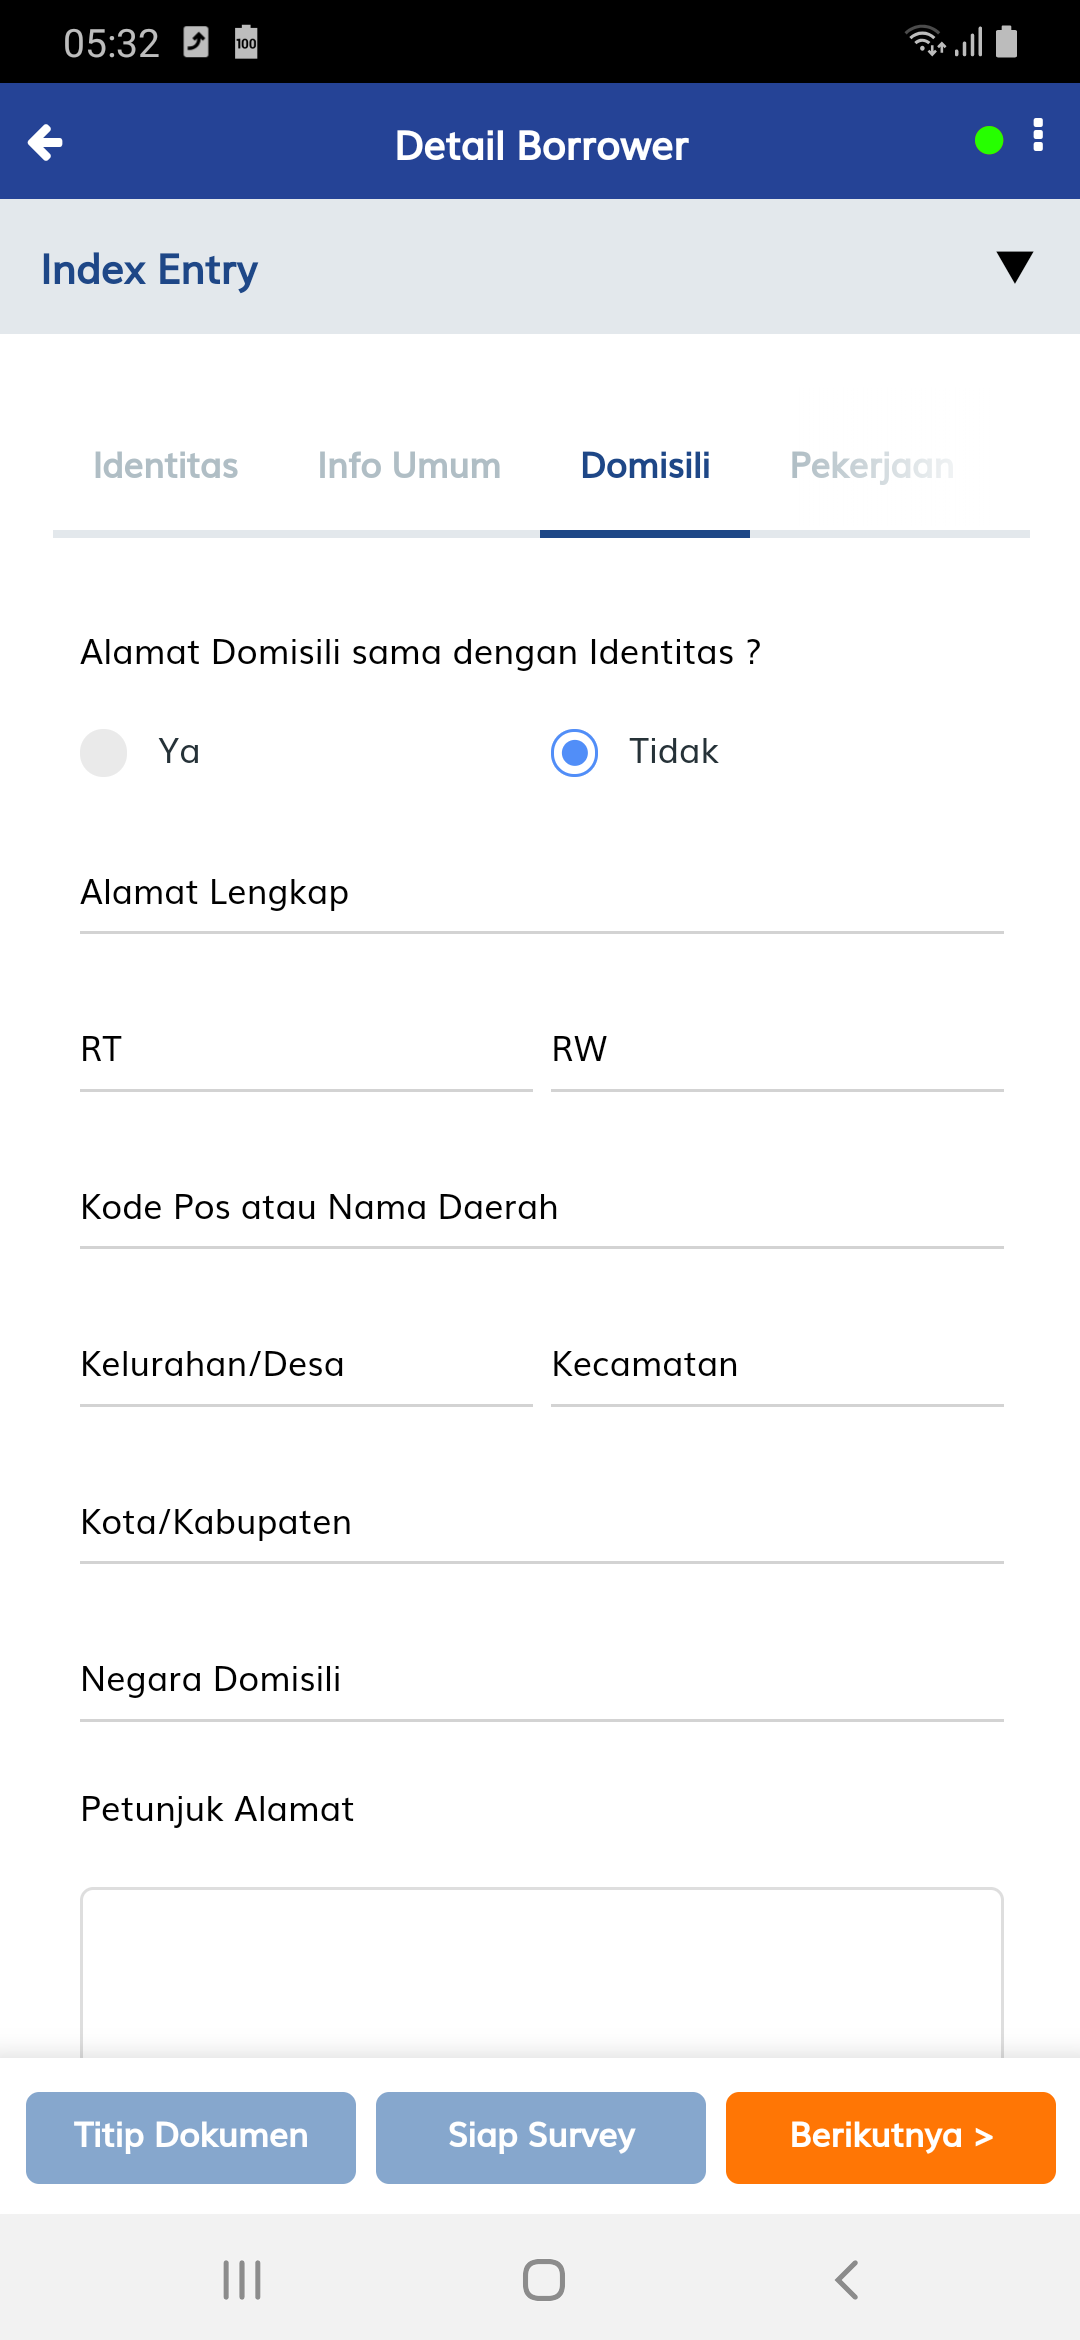 05:32
100
Detail Borrower
Index Entry
Identitas Info Umum Domisili Pekerjaan
Alamat Domisili sama dengan Identitas ?
Ya Tidak
Alamat Lengkap
RT RW
Kode Pos atau Nama Daerah
Kelurahan/Desa Kecamatan
Kota/Kabupaten
Negara Domisili
Petunjuk Alamat
Titip Dokumen Siap Survey Berikutnya >